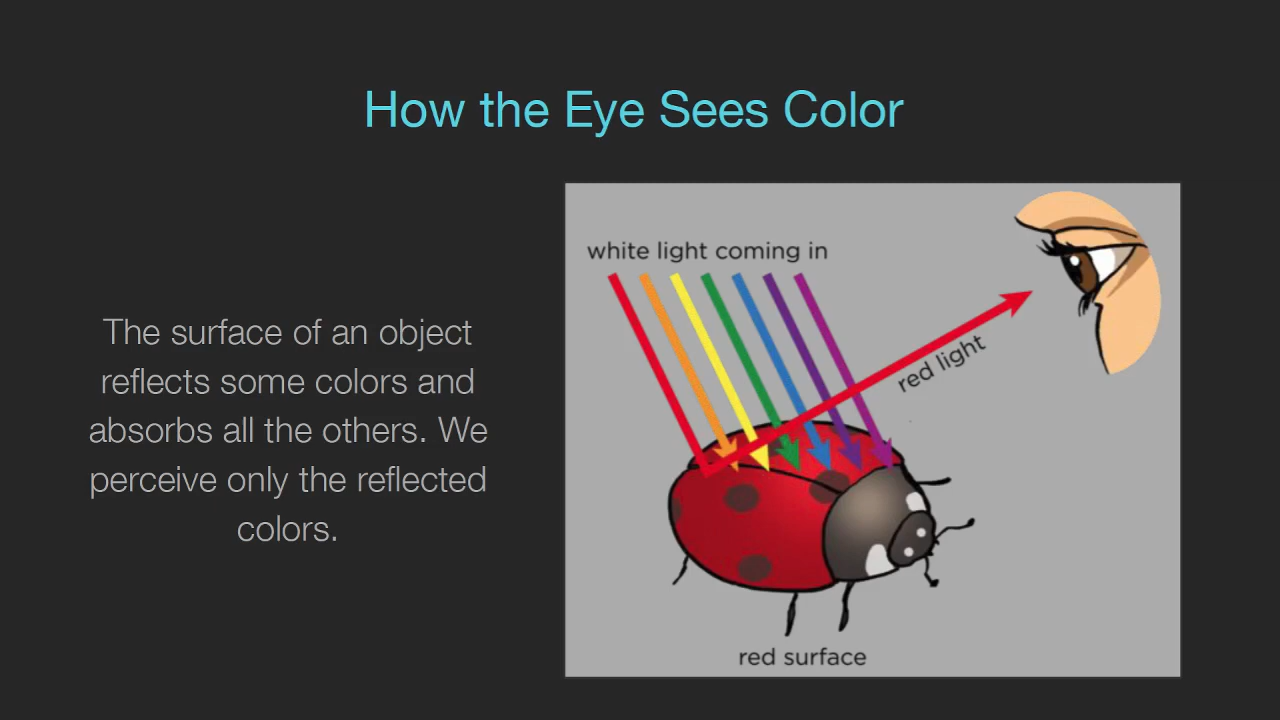 How the Eye Sees Color
The surface of an object
reflects some colors and
absorbs all the others. We
perceive only the reflected
colors.
white light coming in
red light
red surface